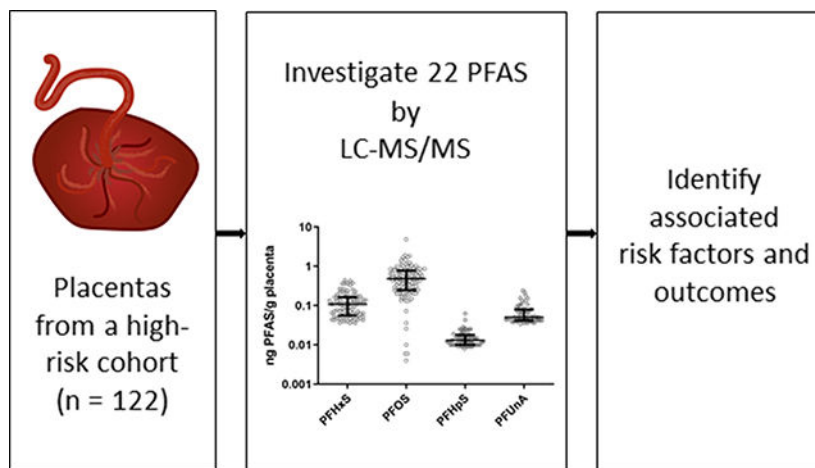 Placentas
from a high-
risk cohort
(n = 122)
Investigate 22 PFAS
by
LC-MS/MS
ng PFAS/g placenta
10
1
0.1
0.01
0.001
PFHxS
PFOS
PFHpS
PFUnA
Identify
associated
risk factors and
outcomes